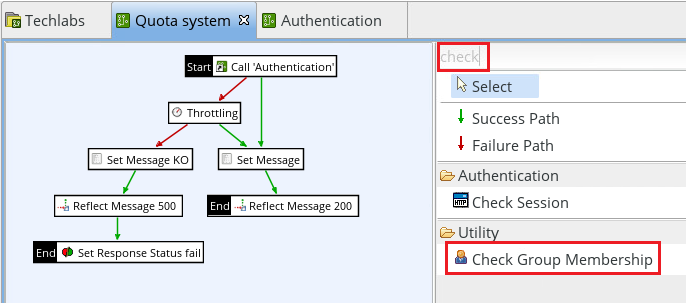 Techlabs
Quota system
Authentication
Start Call 'Authentication'
Throttling
Set Message KO
Set Message
Reflect Message 500
End Reflect Message 200
End Set Response Status fail
check
Select
Success Path
Failure Path
Authentication
HTTP Check Session
Utility
Check Group Membership